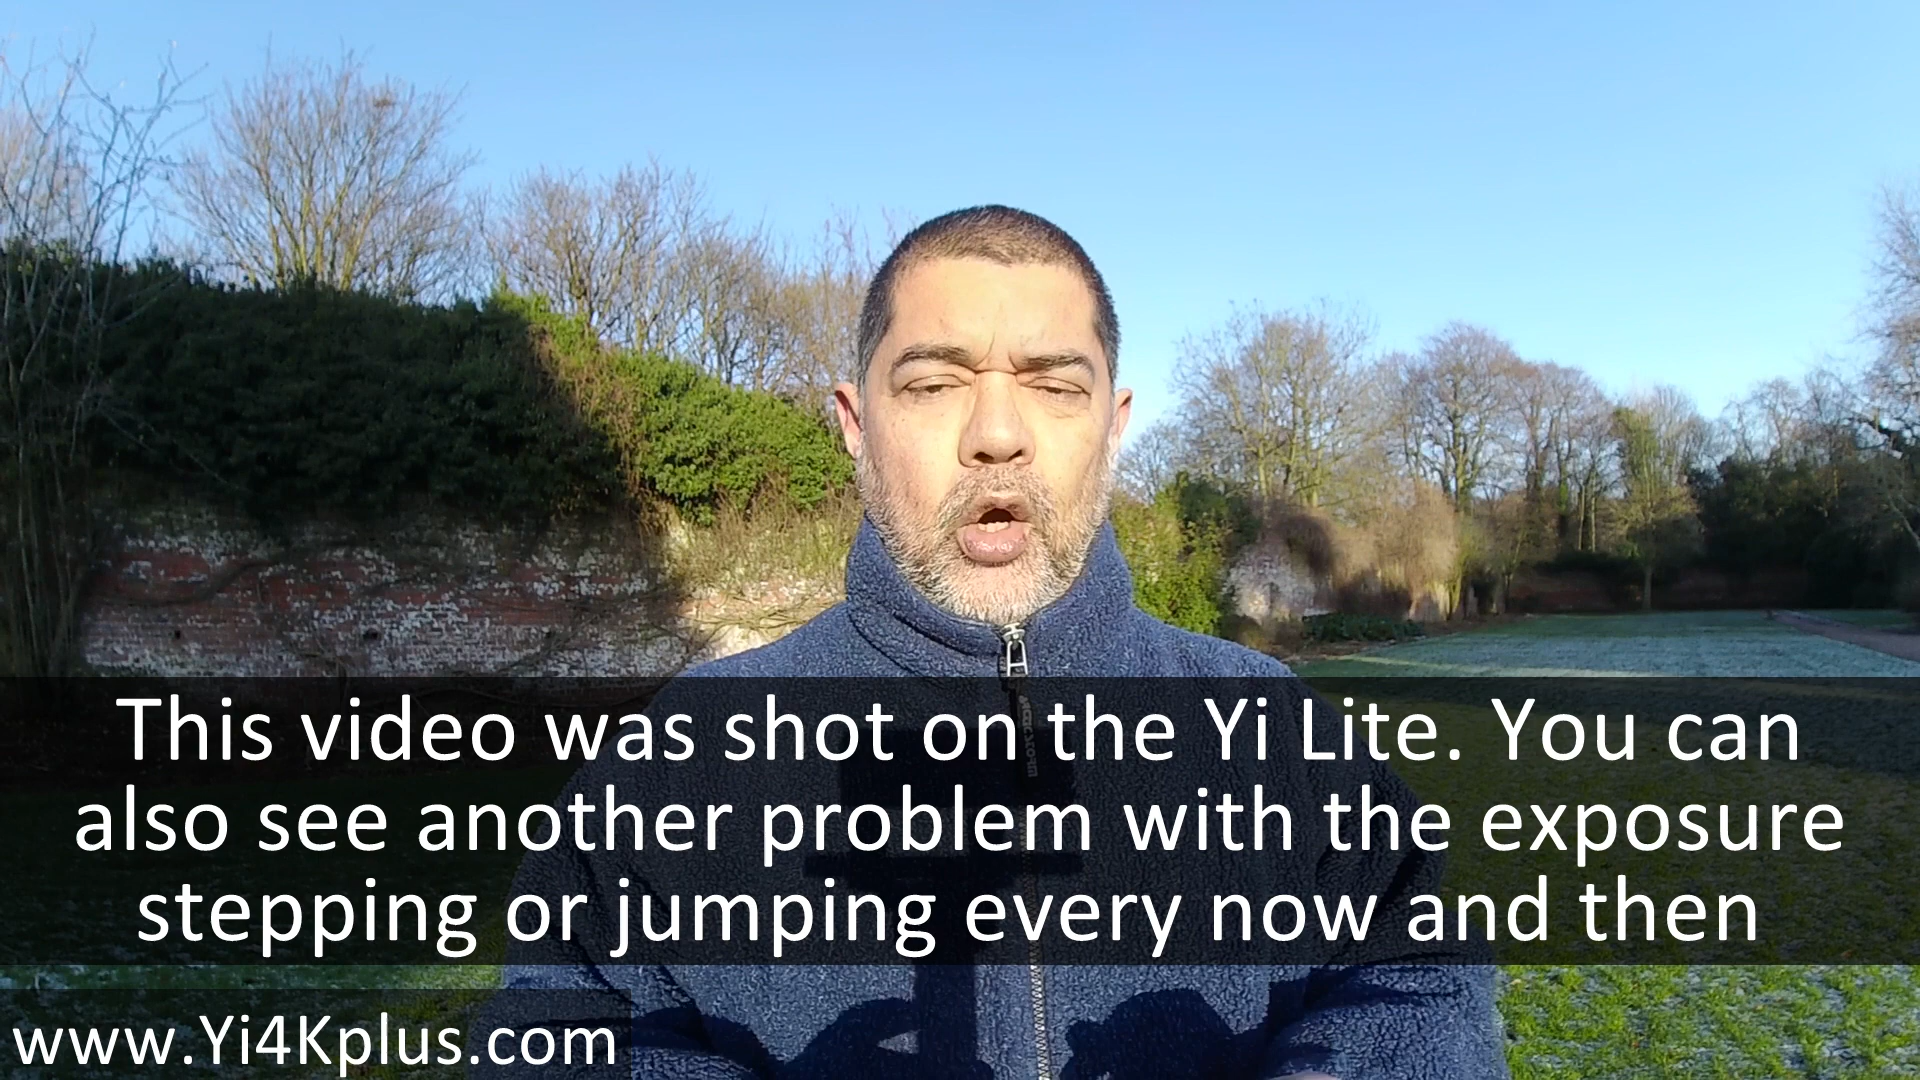 This video was shot on the Yi Lite. You can
also see another problem with the exposure
stepping or jumping every now and then
www.Yi4Kplus.com